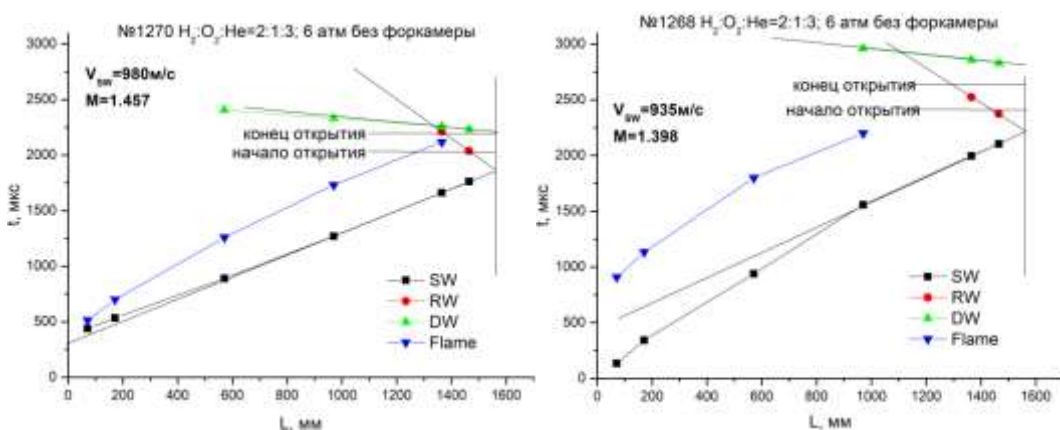 №1270 H2:O2:He=2:1:3; 6 атм без форкамеры
3000
2500
2000
1500
1000
500
0
t, мкс
VSW=980м/с
M=1.457
конец открытия
начало открытия
SW
RW
DW
Flame
0 200 400 600 800 1000 1200 1400 1600
L, мм
№1268 H2:O2:He=2:1:3; 6 атм без форкамеры
3000
2500
2000
1500
1000
500
0
t, мкс
VSW=935м/с
M=1.398
конец открытия
начало открытия
SW
RW
DW
Flame
0 200 400 600 800 1000 1200 1400 1600
L, мм